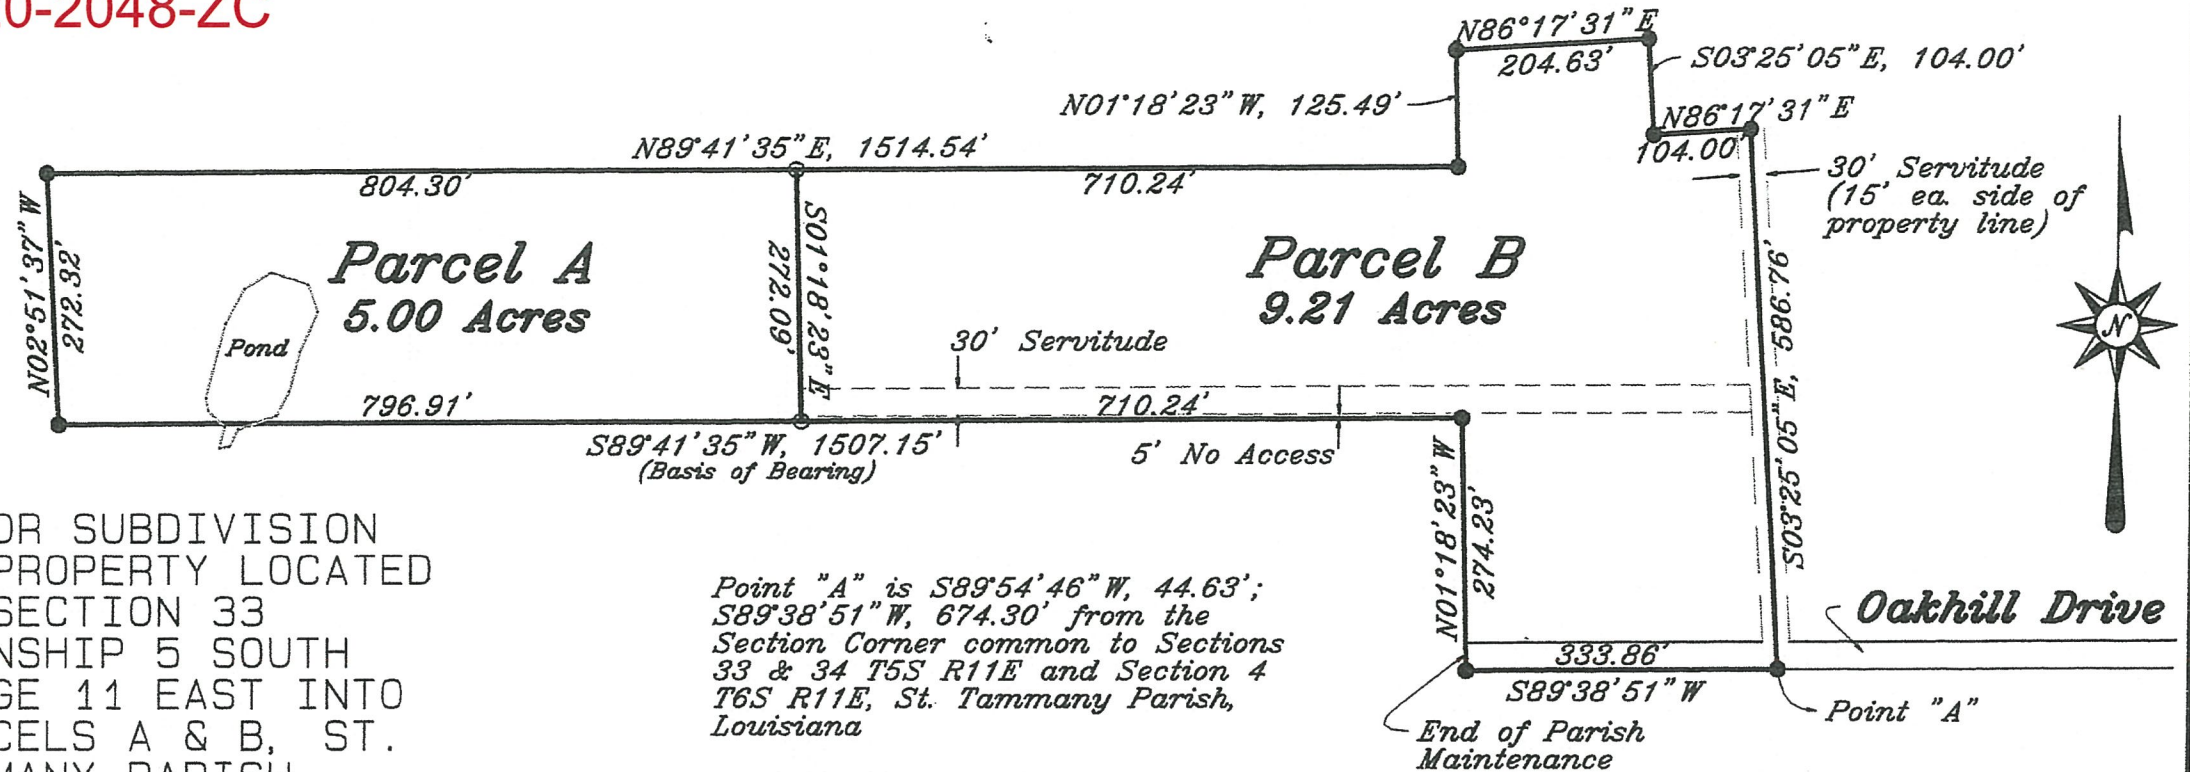 0-2048-ZC
N86°17'31"E
204.63'
S03°25'05"E, 104.00'
N01°18'23"W, 125.49'
N86°17'31"E
104.00'
N89°41'35"E, 1514.54'
804.30'
710.24'
30' Servitude
(15' ea. side of
property line)
N02°51'37"W
272.32'
Parcel A
5.00 Acres
Pond
S01°18'23"E
272.09'
Parcel B
9.21 Acres
S03°25'05"E, 586.76'
N
30' Servitude
796.91'
710.24'
S89°41'35"W, 1507.15'
(Basis of Bearing)
5' No Access
N01°18'23"W
274.23'
OR SUBDIVISION
PROPERTY LOCATED
SECTION 33
NSHIP 5 SOUTH
GE 11 EAST INTO
CELS A & B, ST.
MANY PARISH
Point "A" is S89°54'46"W, 44.63';
S89°38'51"W, 674.30' from the
Section Corner common to Sections
33 & 34 T5S R11E and Section 4
T6S R11E, St. Tammany Parish,
Louisiana
Oakhill Drive
333.86'
S89°38'51"W
Point "A"
End of Parish
Maintenance